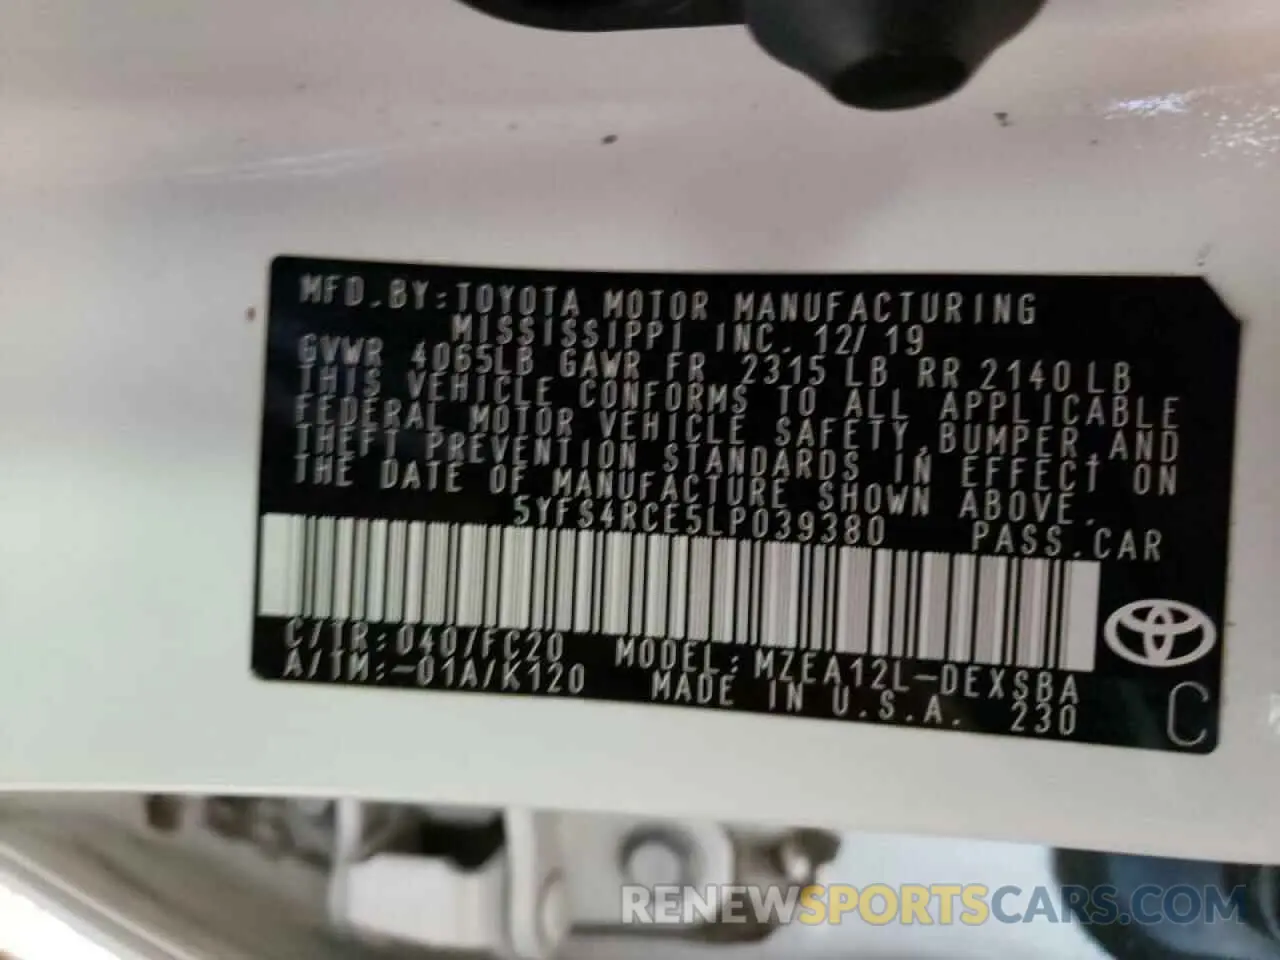 MFD.BY:TOYOTA MOTOR MANUFACTURING
MISSISSIPPI INC. 12/19
GVWR 4065LB GAWR FR 2315 LB RR 2140 LB
THIS VEHICLE CONFORMS TO ALL APPLICABLE
FEDERAL MOTOR VEHICLE SAFETY,BUMPER,AND
THEFT PREVENTION STANDARDS IN EFFECT ON
THE DATE OF MANUFACTURE SHOWN ABOVE.
5YFS4RCE5LP039380 PASS.CAR
C/TR:040/FC20 MODEL:MZEA12L-DEXSBA
A/TM:-01A/K120 MADE IN U.S.A. 230
C
RENEWSPORTSCARS.COM